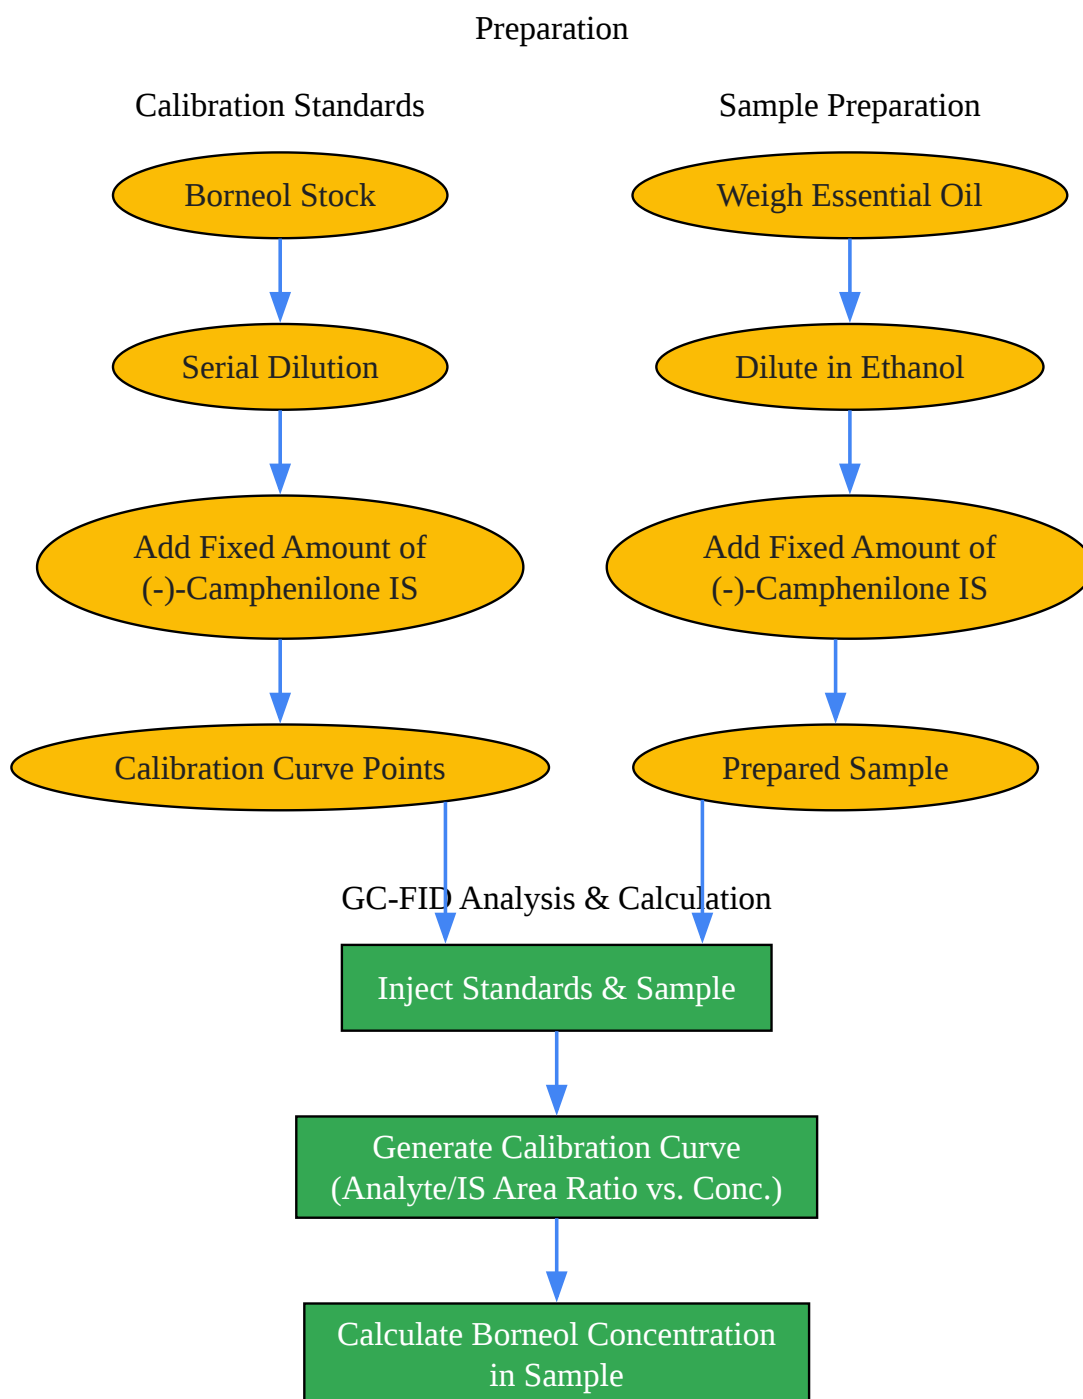 Preparation
Calibration Standards
Sample Preparation
Borneol Stock
Weigh Essential Oil
Serial Dilution
Dilute in Ethanol
Add Fixed Amount of
(-)-Camphenilone IS
Add Fixed Amount of
(-)-Camphenilone IS
Calibration Curve Points
Prepared Sample
GC-FID Analysis & Calculation
Inject Standards & Sample
Generate Calibration Curve
(Analyte/IS Area Ratio vs. Conc.)
Calculate Borneol Concentration
in Sample